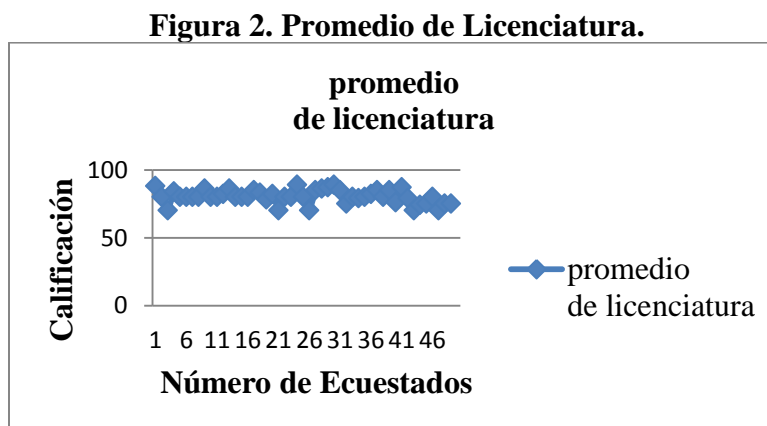 Figura 2. Promedio de Licenciatura.
promedio
de licenciatura
100
50
0
Calificación
1 6 11 16 21 26 31 36 41 46
Número de Ecuestados
promedio
de licenciatura